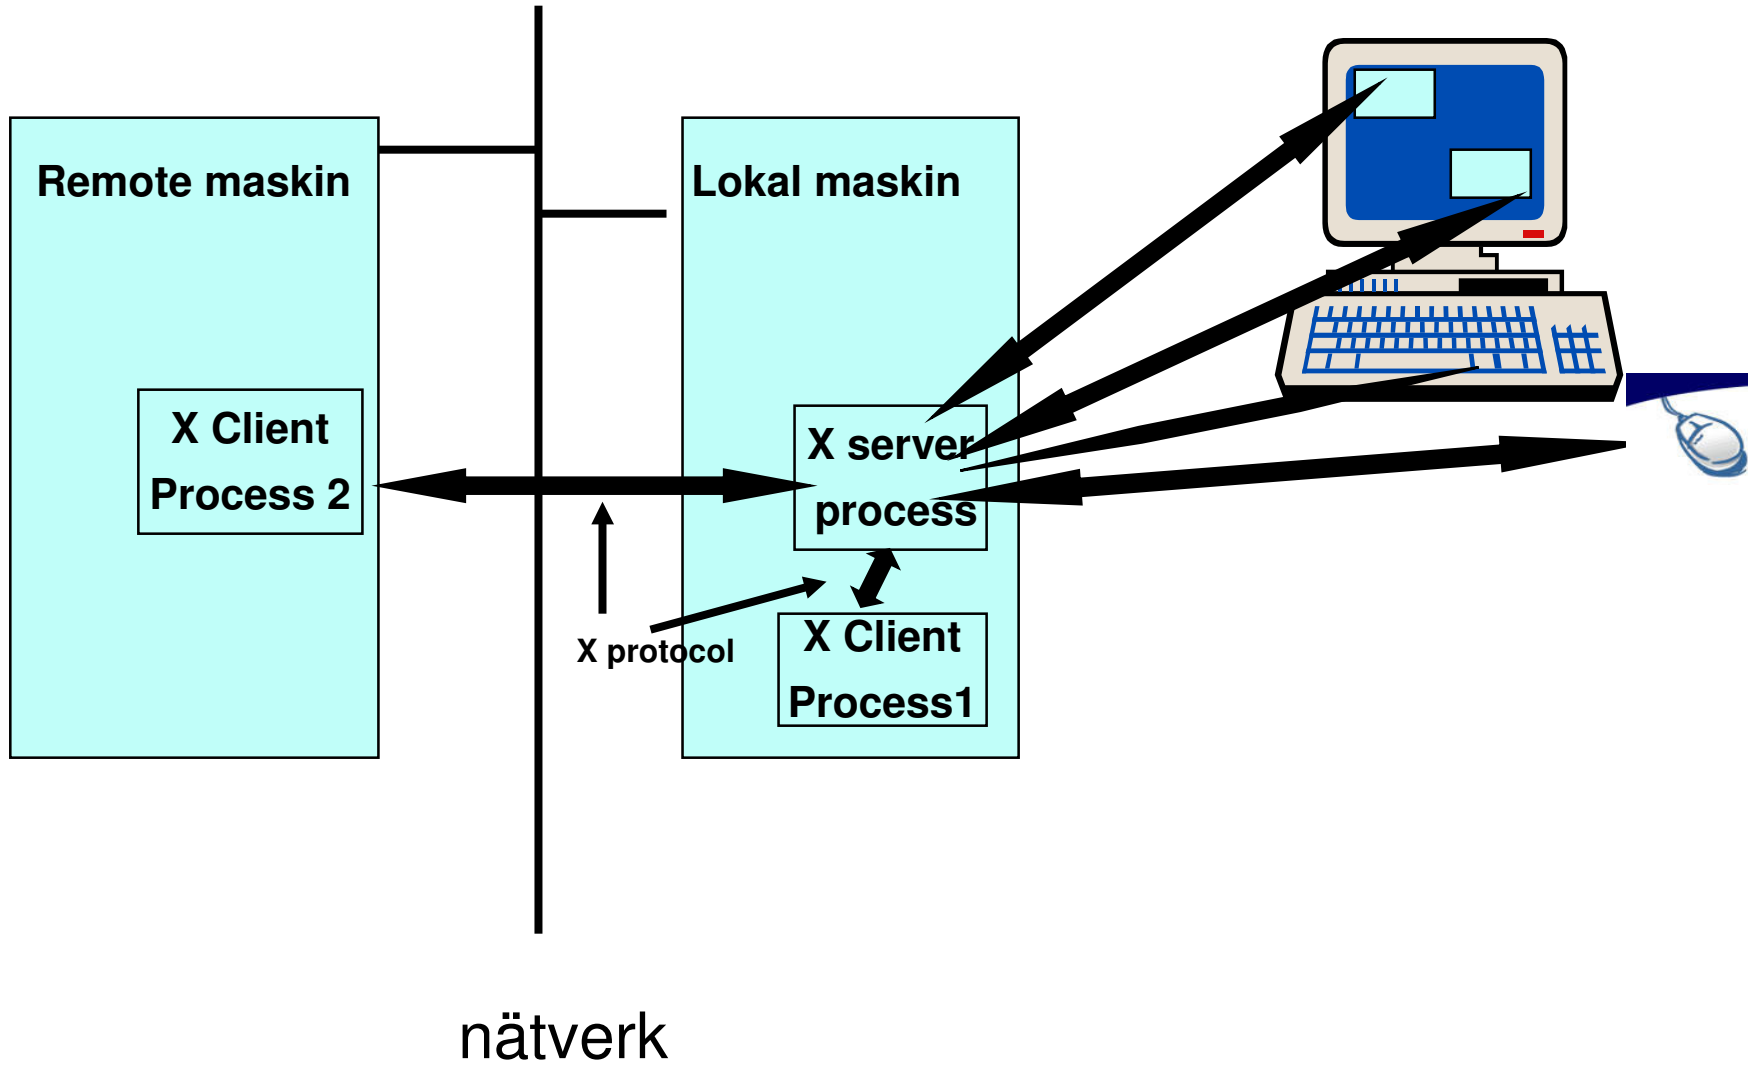 Remote maskin
Lokal maskin
X Client
Process 2
X server
process
X protocol
X Client
Process1
nätverk